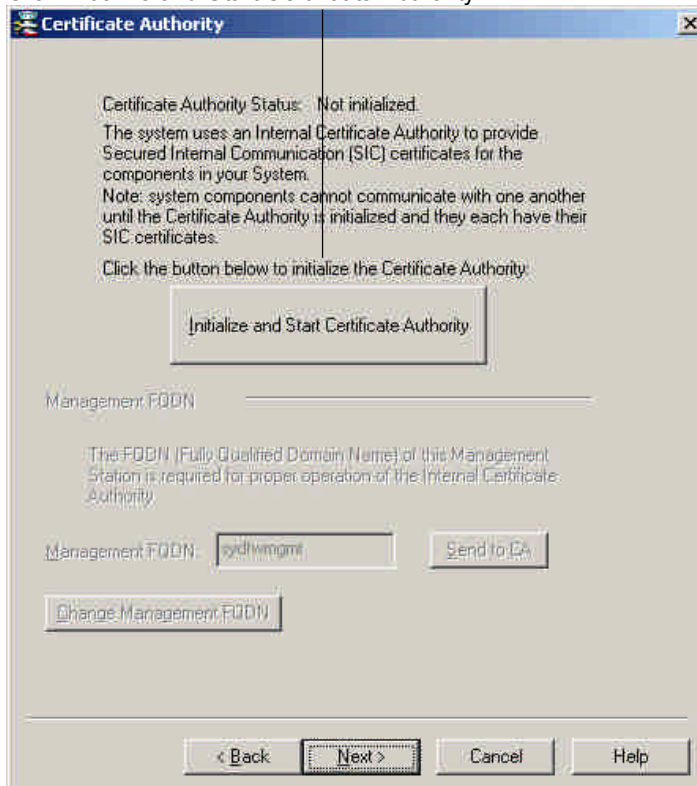 Certificate Authority
Certificate Authority Status: Not initialized.
The system uses an Internal Certificate Authority to provide
Secured Internal Communication (SIC) certificates for the
components in your System.
Note: system components cannot communicate with one another
until the Certificate Authority is initialized and they each have their
SIC certificates.
Click the button below to initialize the Certificate Authority:
Initialize and Start Certificate Authority
Management FQDN
The FQDN (Fully Qualified Domain Name) of this Management
Station is required for proper operation of the Internal Certificate
Authority
Management FQDN: sydfwmgmt Send to CA
Change Management FQDN
< Back Next > Cancel Help